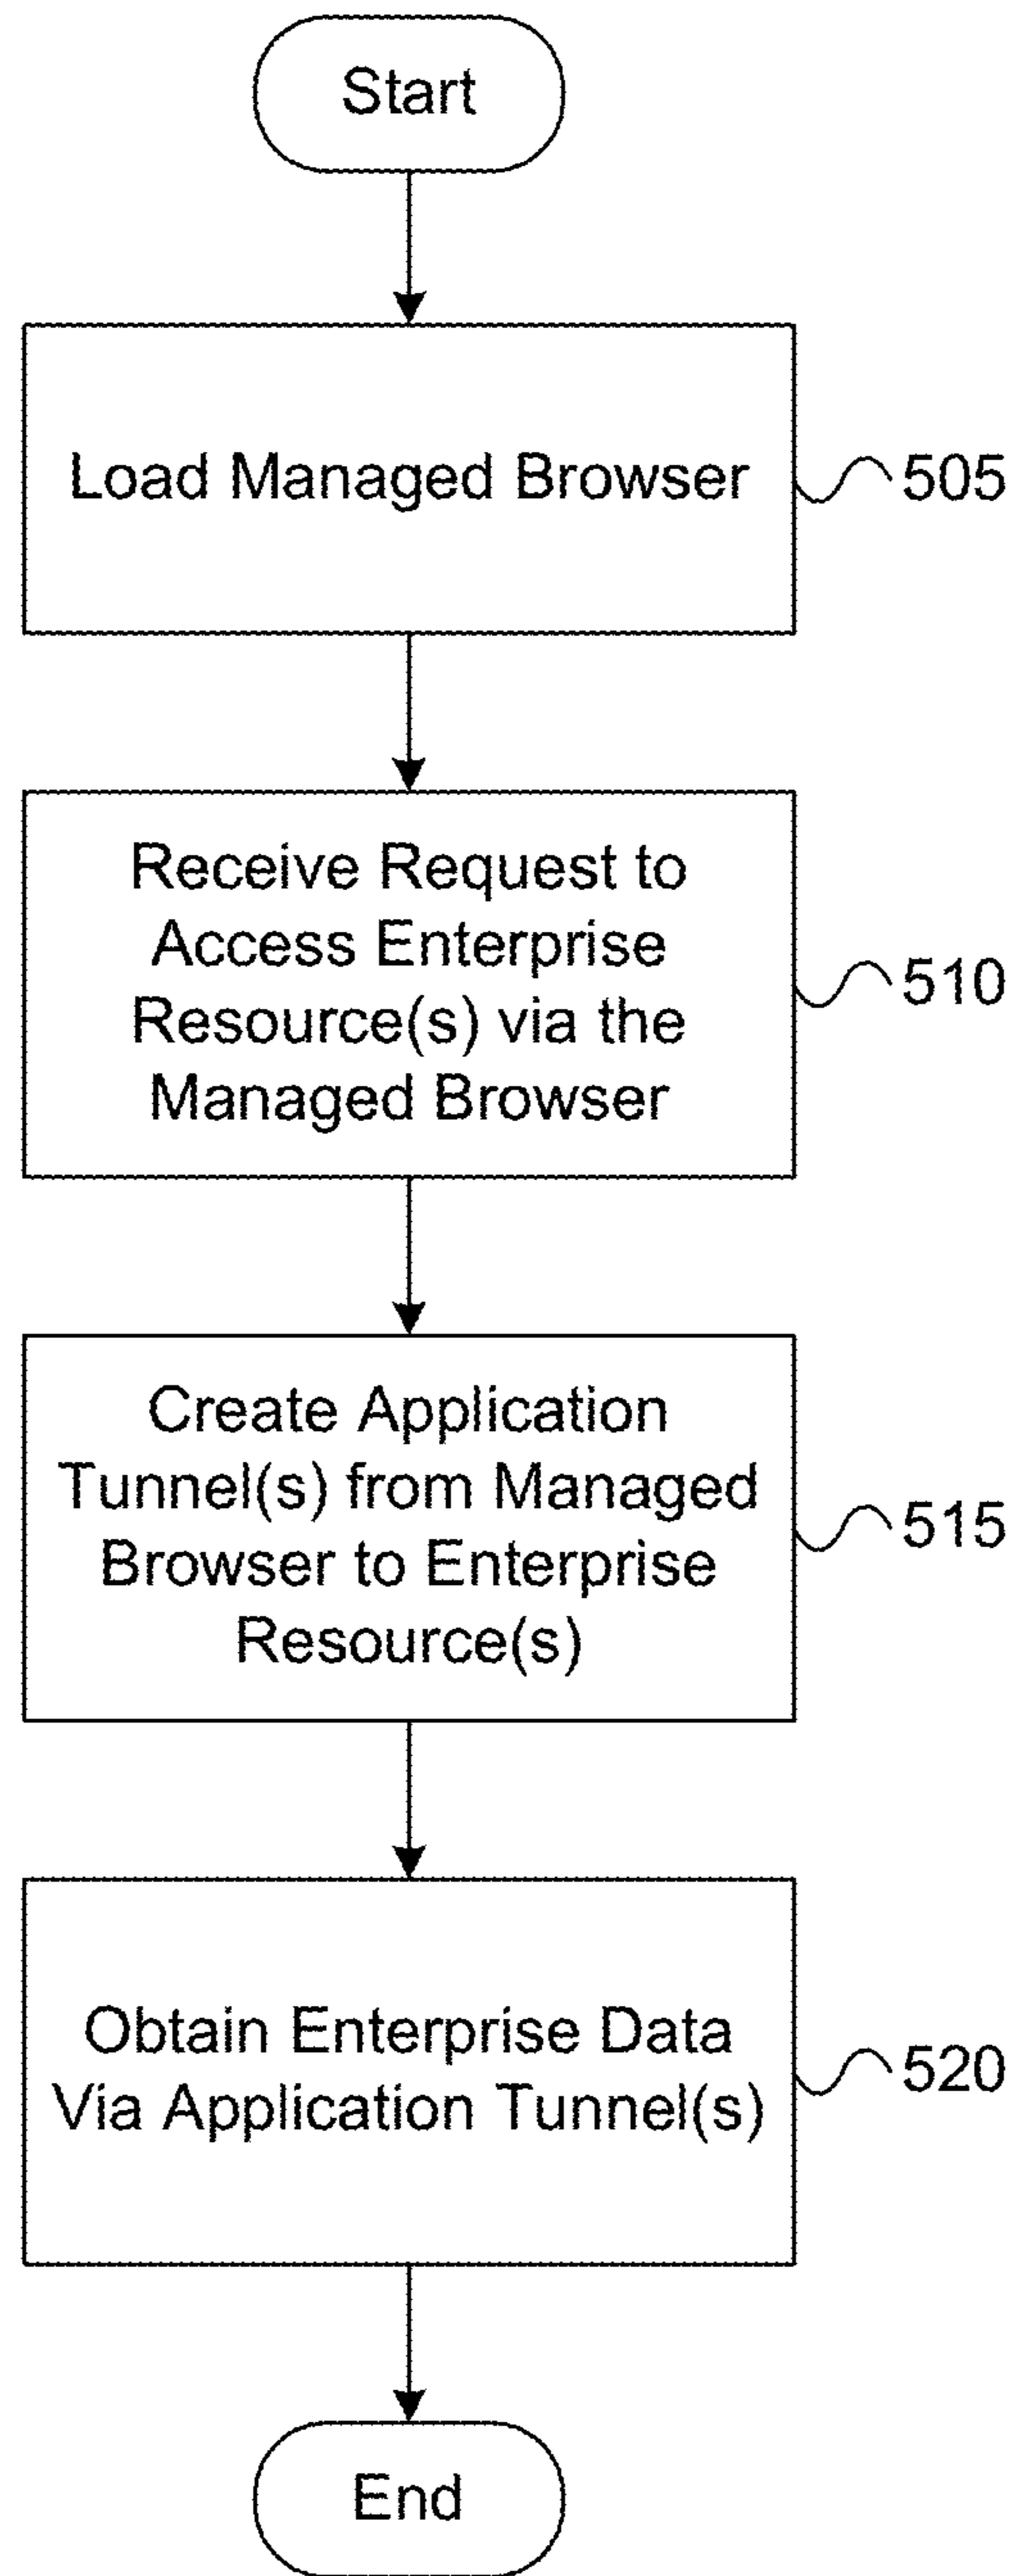 Start
Load Managed Browser
505
Receive Request to
Access Enterprise
Resource(s) via the
Managed Browser
510
Create Application
Tunnel(s) from Managed
Browser to Enterprise
Resource(s)
515
Obtain Enterprise Data
Via Application Tunnel(s)
520
End